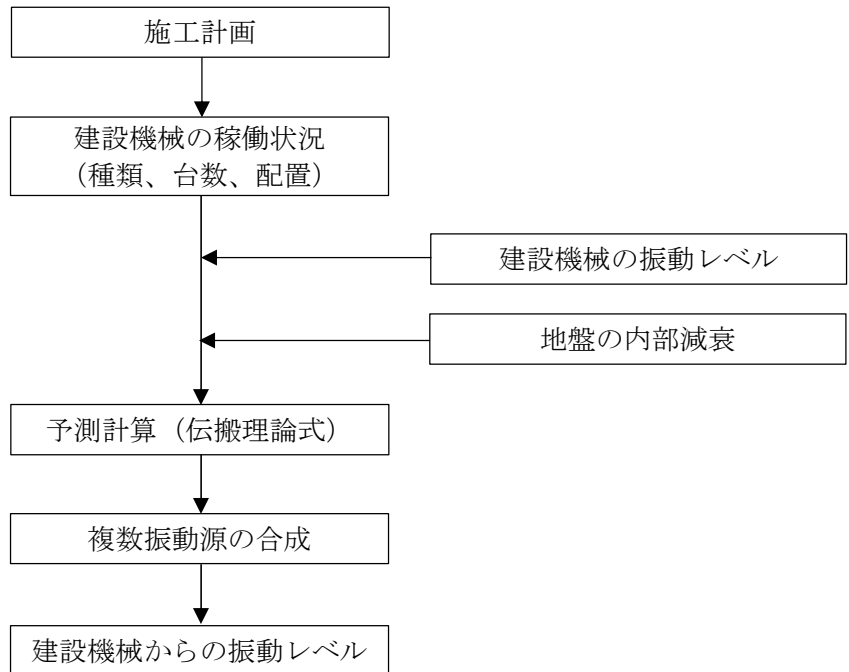 施工計画
建設機械の稼働状況
（種類、台数、配置）
建設機械の振動レベル
地盤の内部減衰
予測計算（伝搬理論式）
複数振動源の合成
建設機械からの振動レベル